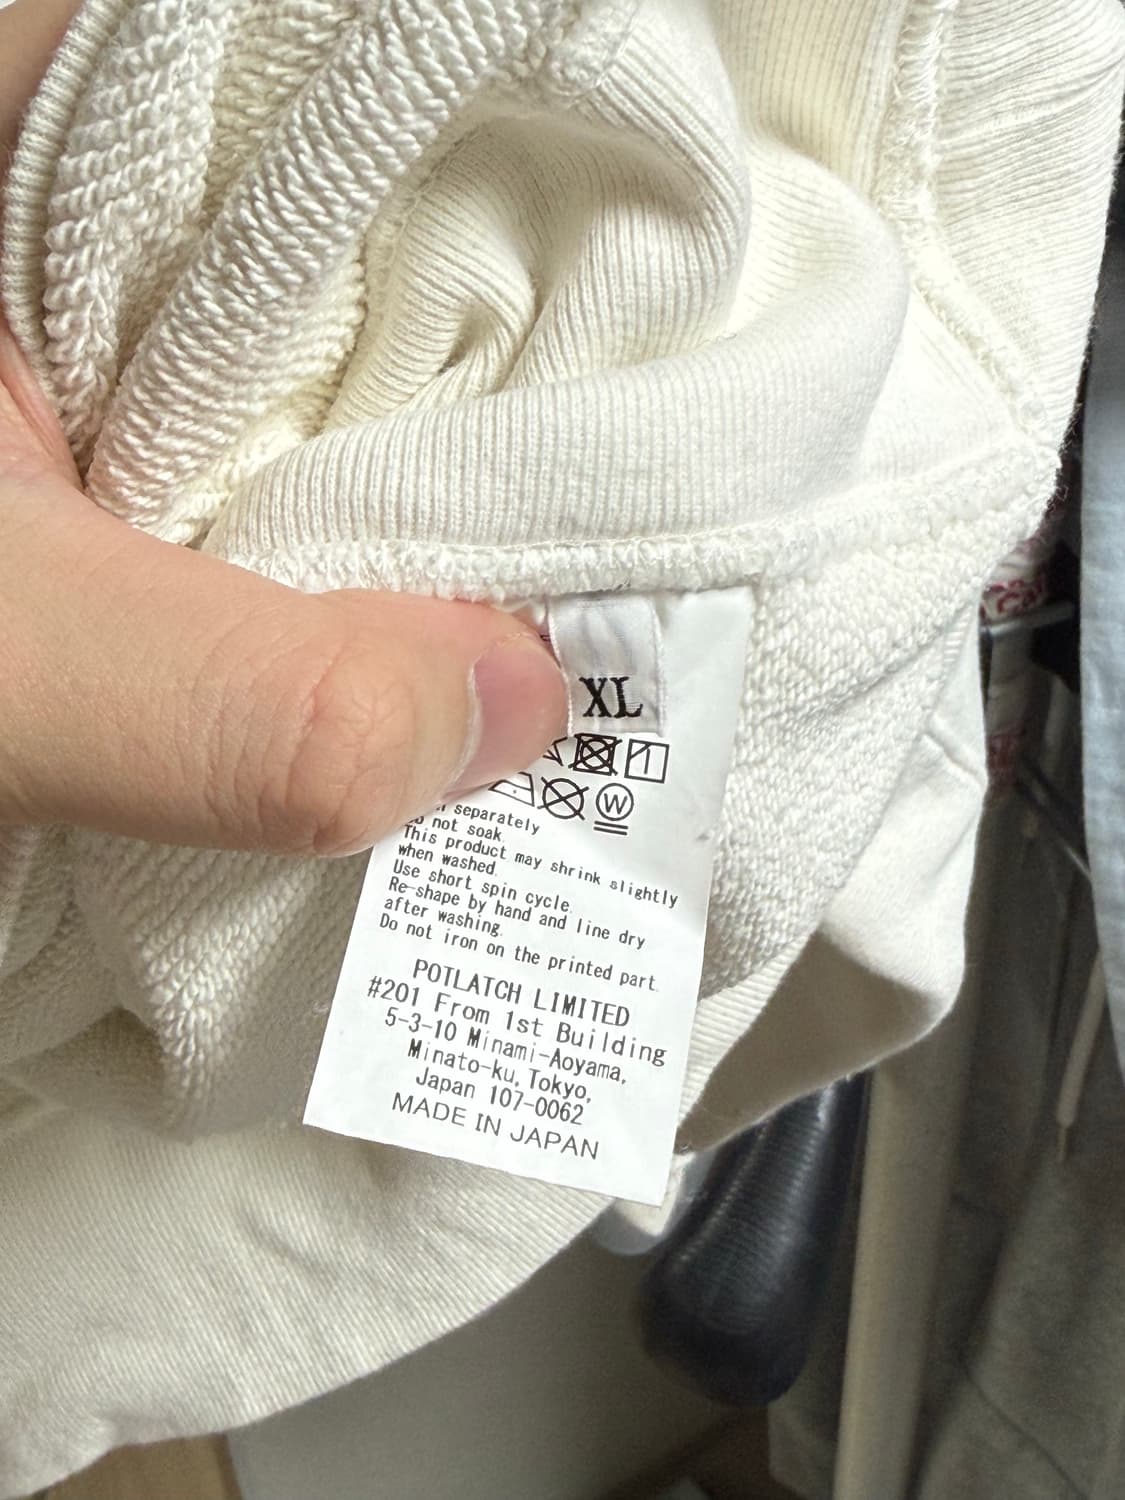 XL
W
separately
not soak.
This product may shrink slightly
when washed.
Use short spin cycle.
Re-shape by hand and line dry
after washing.
Do not iron on the printed part.
POTLATCH LIMITED
#201 From 1st Building
5-3-10 Minami-Aoyama,
Minato-ku, Tokyo,
Japan 107-0062
MADE IN JAPAN